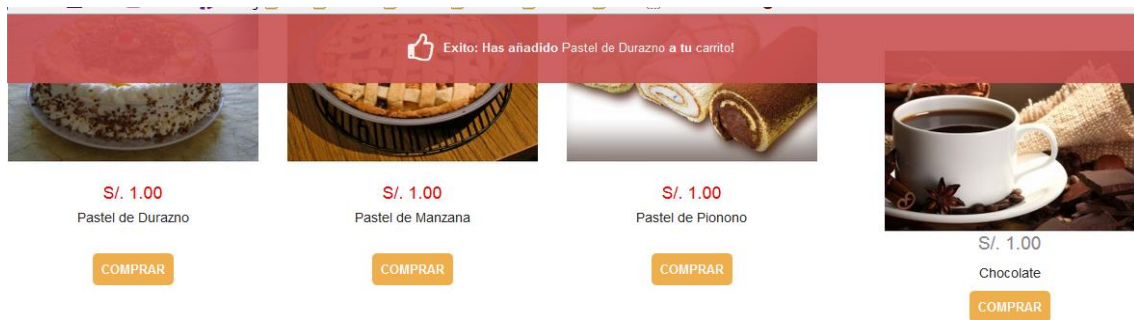 Exito: Has añadido Pastel de Durazno a tu carrito!
S/. 1.00
Pastel de Durazno
COMPRAR
S/. 1.00
Pastel de Manzana
COMPRAR
S/. 1.00
Pastel de Pionono
COMPRAR
S/. 1.00
Chocolate
COMPRAR